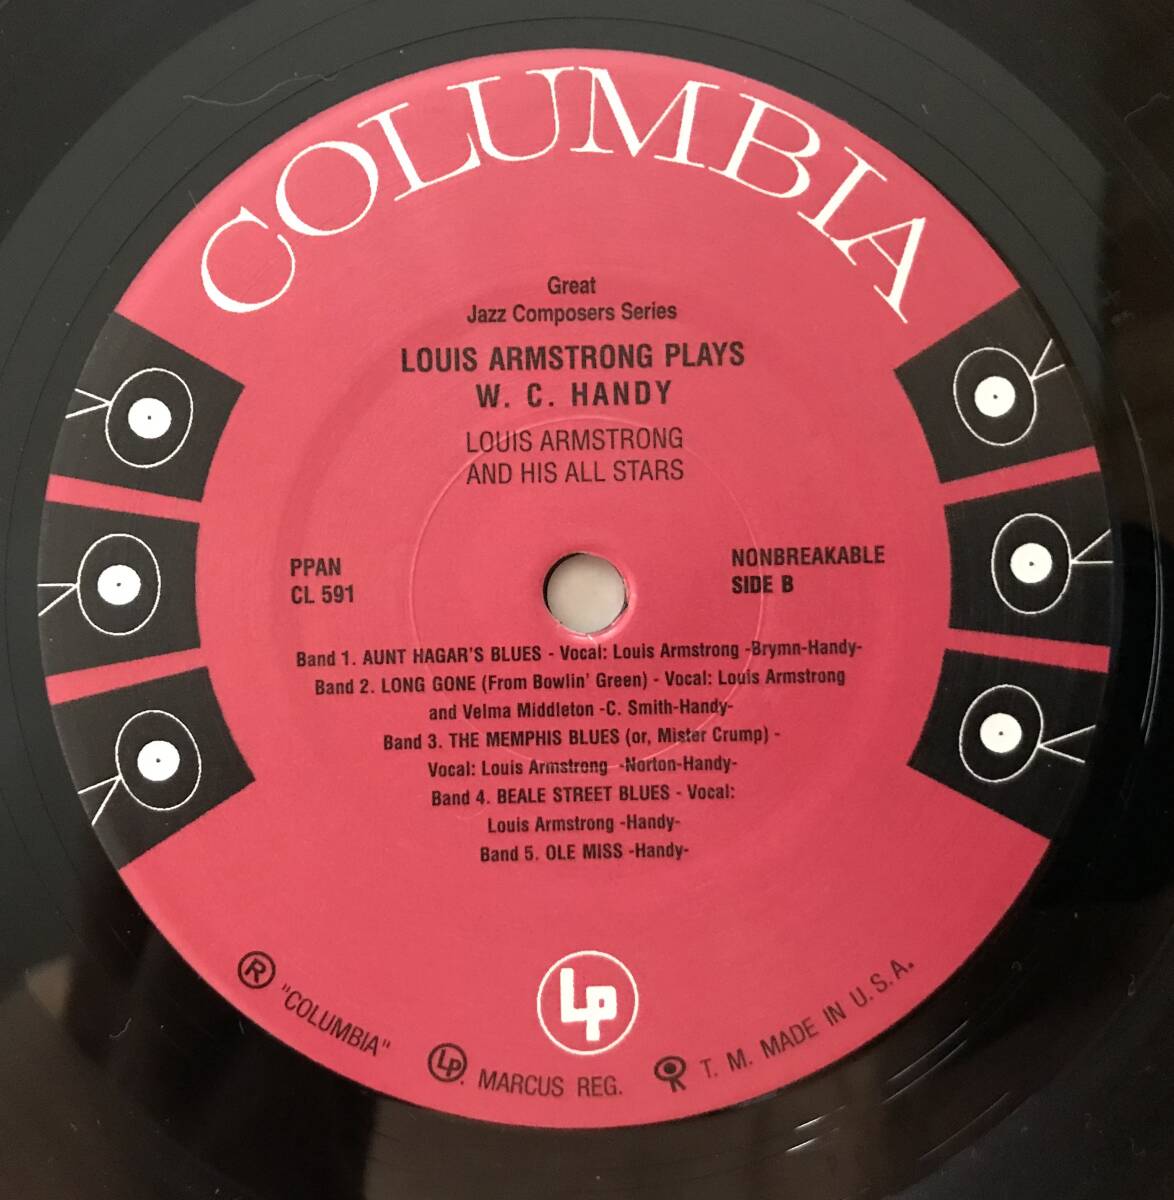 COLUMBIA
Great
Jazz Composers Series
LOUIS ARMSTRONG PLAYS
W. C. HANDY
LOUIS ARMSTRONG
AND HIS ALL STARS
PPAN
CL 591
NONBREAKABLE
SIDE B
Band 1. AUNT HAGAR'S BLUES - Vocal: Louis Armstrong -Brymn-Handy-
Band 2. LONG GONE (From Bowlin' Green) - Vocal: Louis Armstrong
and Velma Middleton -C. Smith-Handy-
Band 3. THE MEMPHIS BLUES (or, Mister Crump) -
Vocal: Louis Armstrong -Norton-Handy-
Band 4. BEALE STREET BLUES - Vocal:
Louis Armstrong -Handy-
Band 5. OLE MISS -Handy-
LP
® "COLUMBIA" LP. MARCUS REG. T. M. MADE IN U. S. A.